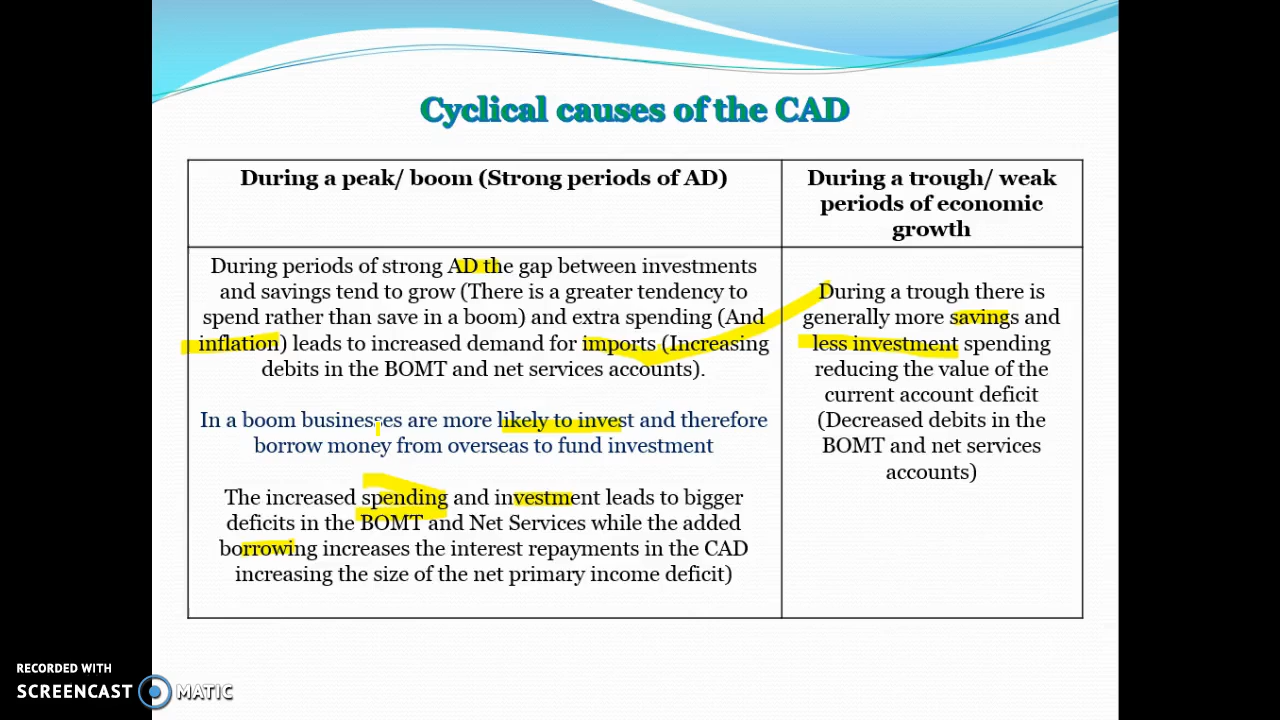 Cyclical causes of the CAD
During a peak/ boom (Strong periods of AD)
During a trough/ weak
periods of economic
growth
During periods of strong AD the gap between investments
and savings tend to grow (There is a greater tendency to
spend rather than save in a boom) and extra spending (And
inflation) leads to increased demand for imports (Increasing
debits in the BOMT and net services accounts).
In a boom businesses are more likely to invest and therefore
borrow money from overseas to fund investment
The increased spending and investment leads to bigger
deficits in the BOMT and Net Services while the added
borrowing increases the interest repayments in the CAD
increasing the size of the net primary income deficit)
During a trough there is
generally more savings and
less investment spending
reducing the value of the
current account deficit
(Decreased debits in the
BOMT and net services
accounts)
RECORDED WITH
SCREENCAST MATIC